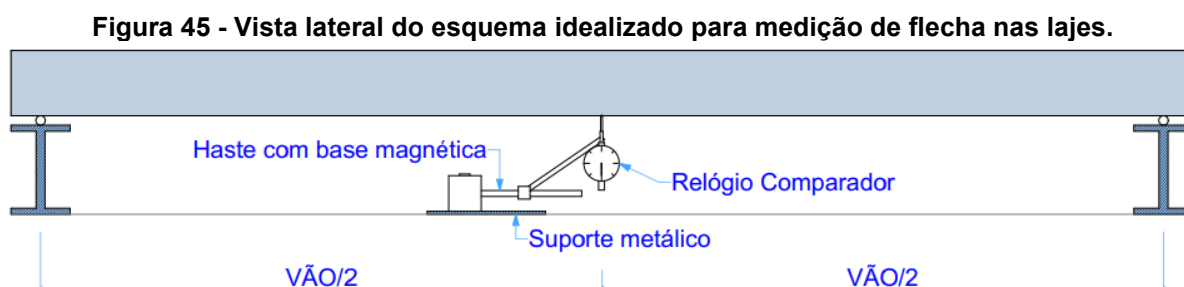 Figura 45 - Vista lateral do esquema idealizado para medição de flecha nas lajes.
Haste com base magnética
Relógio Comparador
Suporte metálico
VÃO/2
VÃO/2